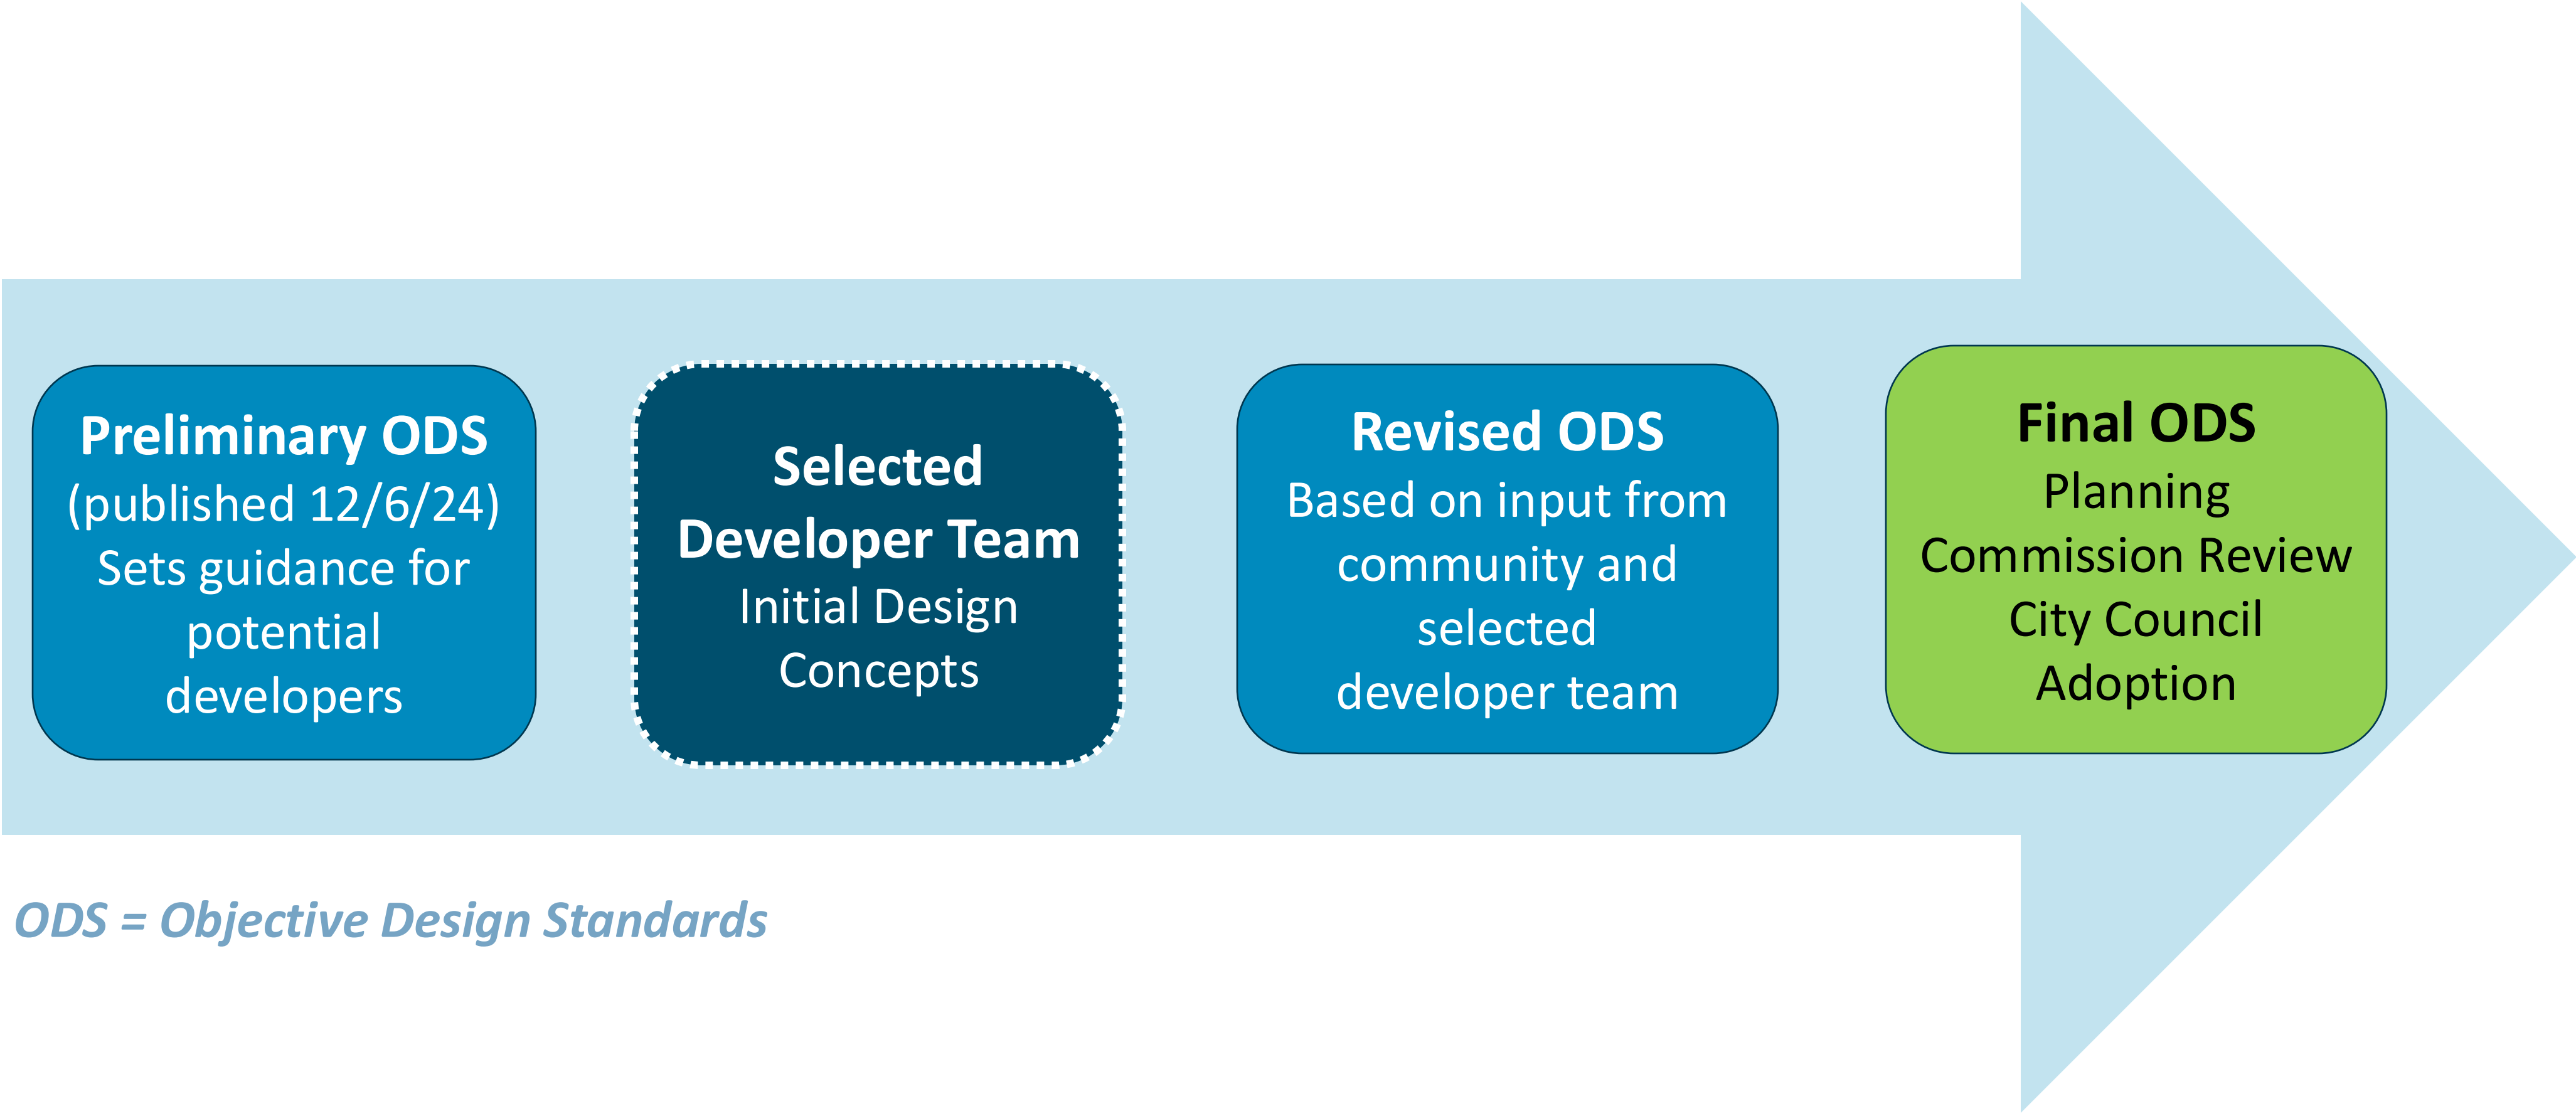 Preliminary ODS
(published 12/6/24)
Sets guidance for
potential
developers
Selected
Developer Team
Initial Design
Concepts
Revised ODS
Based on input from
community and
selected
developer team
Final ODS
Planning
Commission Review
City Council
Adoption
ODS = Objective Design Standards